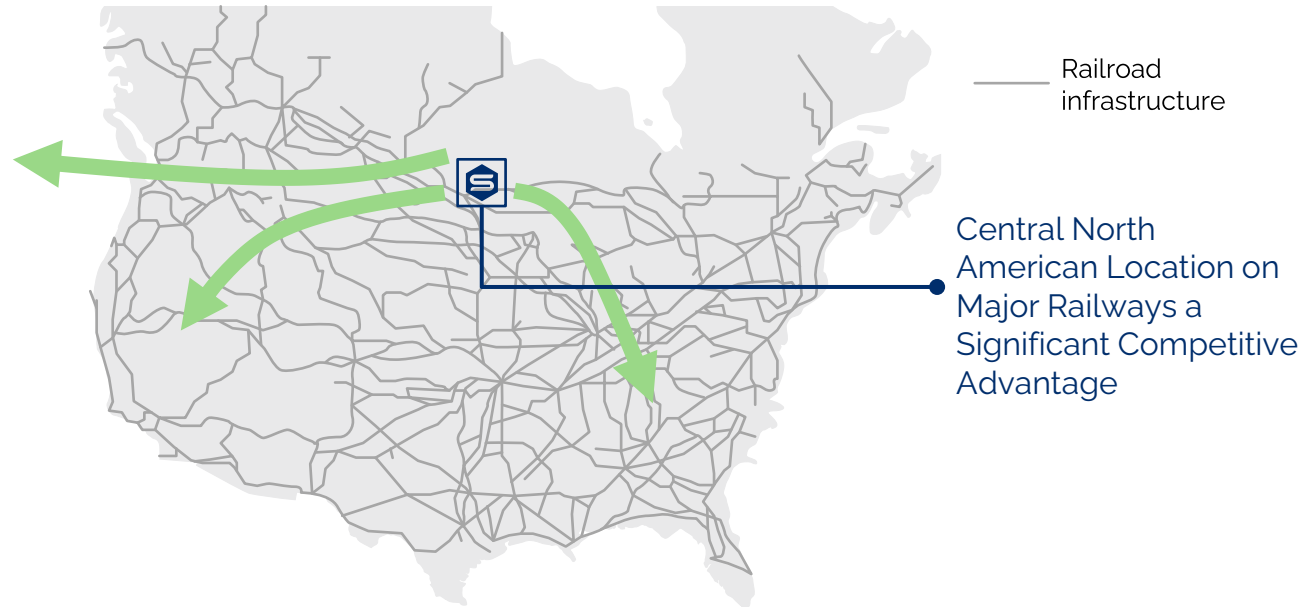 Railroad
infrastructure
Central North
American Location on
Major Railways a
Significant Competitive
Advantage